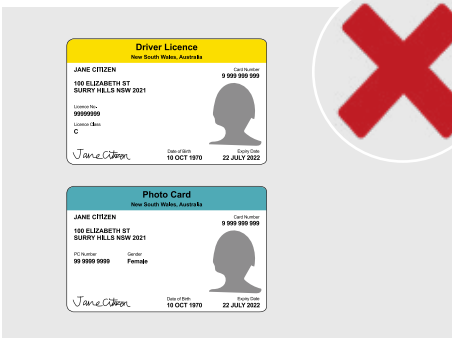 Driver Licence
New South Wales, Australia
JANE CITIZEN
Card Number
9 999 999 999
100 ELIZABETH ST
SURRY HILLS NSW 2021
Licence No.
99999999
Licence Class
C
Jane Citizen
Date of Birth
10 OCT 1970
Expiry Date
22 JULY 2022
Photo Card
New South Wales, Australia
JANE CITIZEN
Card Number
9 999 999 999
100 ELIZABETH ST
SURRY HILLS NSW 2021
PC Number
99 9999 9999
Gender
Female
Jane Citizen
Date of Birth
10 OCT 1970
Expiry Date
22 JULY 2022